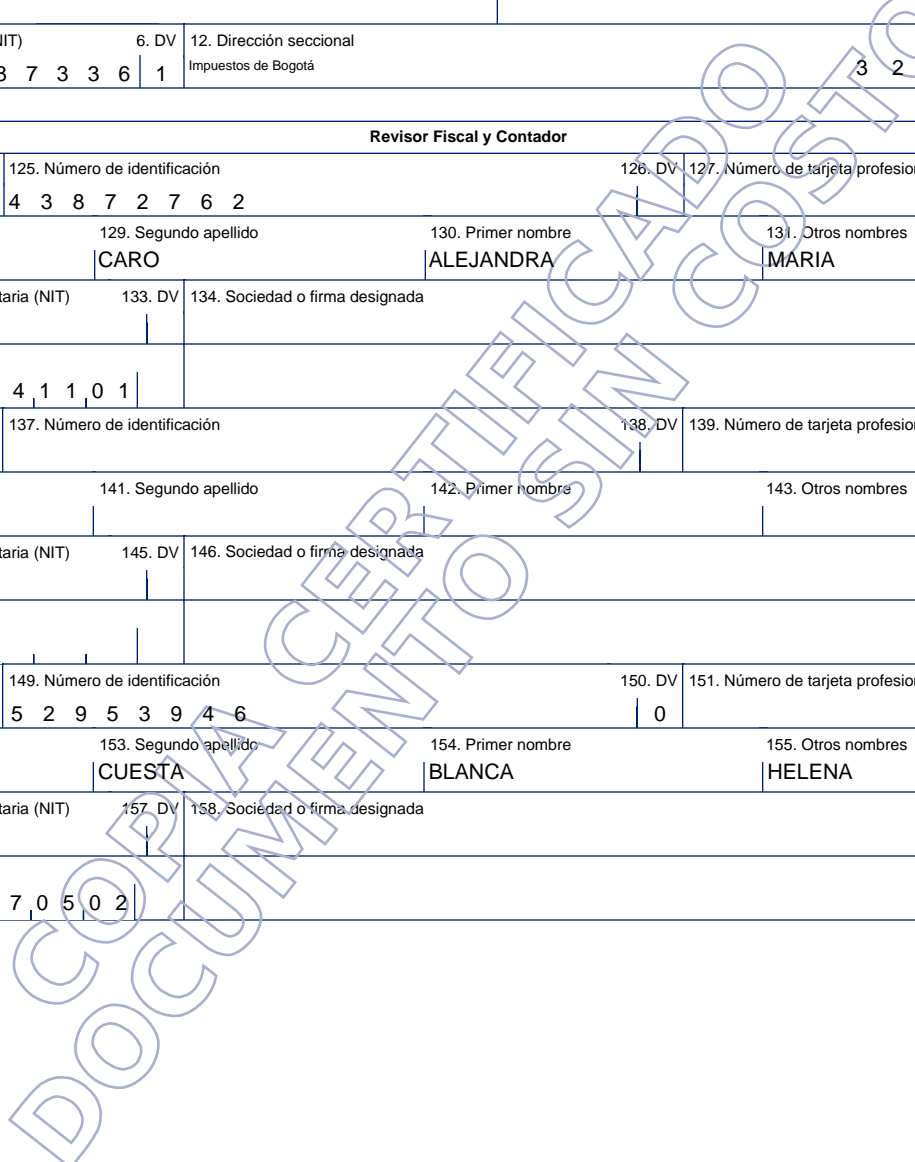 NIT) 6. DV 12. Dirección seccional
8 7 3 3 6 1 Impuestos de Bogotá 3 2
Revisor Fiscal y Contador
125. Número de identificación 126. DV 127. Número de tarjeta profesion
4 3 8 7 2 7 6 2
129. Segundo apellido 130. Primer nombre 131. Otros nombres
CARO ALEJANDRA MARIA
taria (NIT) 133. DV 134. Sociedad o firma designada
4 1 1 0 1
137. Número de identificación 138. DV 139. Número de tarjeta profesion
141. Segundo apellido 142. Primer nombre 143. Otros nombres
taria (NIT) 145. DV 146. Sociedad o firma designada
149. Número de identificación 150. DV 151. Número de tarjeta profesion
5 2 9 5 3 9 4 6 0
153. Segundo apellido 154. Primer nombre 155. Otros nombres
CUESTA BLANCA HELENA
taria (NIT) 157. DV 158. Sociedad o firma designada
7 0 5 0 2
COPIA CERTIFICADO
DOCUMENTO SIN COSTO